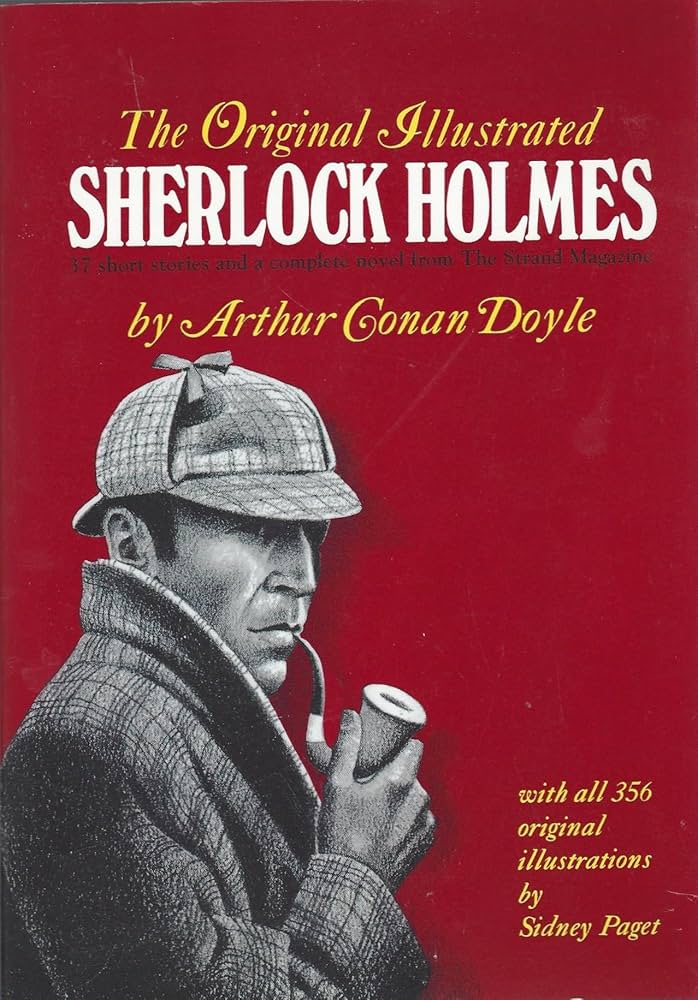 The Original Illustrated
SHERLOCK HOLMES
37 short stories and a complete novel from The Strand Magazine
by Arthur Conan Doyle
with all 356
original
illustrations
by
Sidney Paget